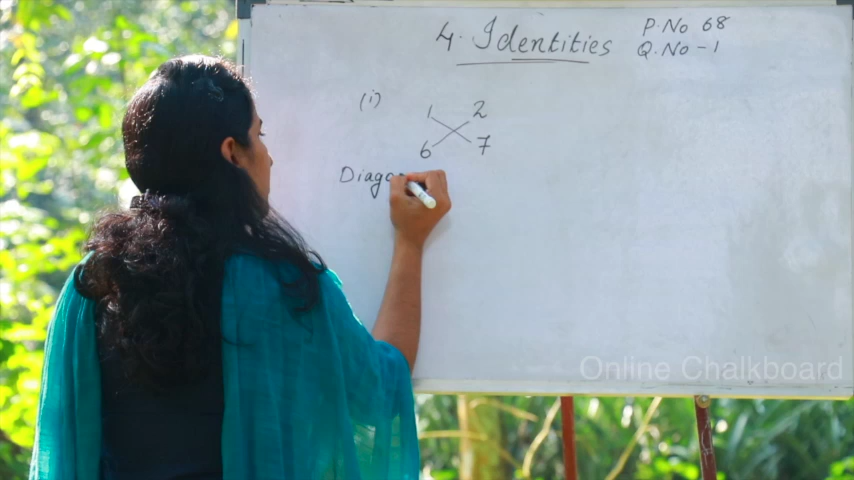 4. Identities
P.No 68
Q.No - 1
(i)
1 2
6 7
Diago
Online Chalkboard